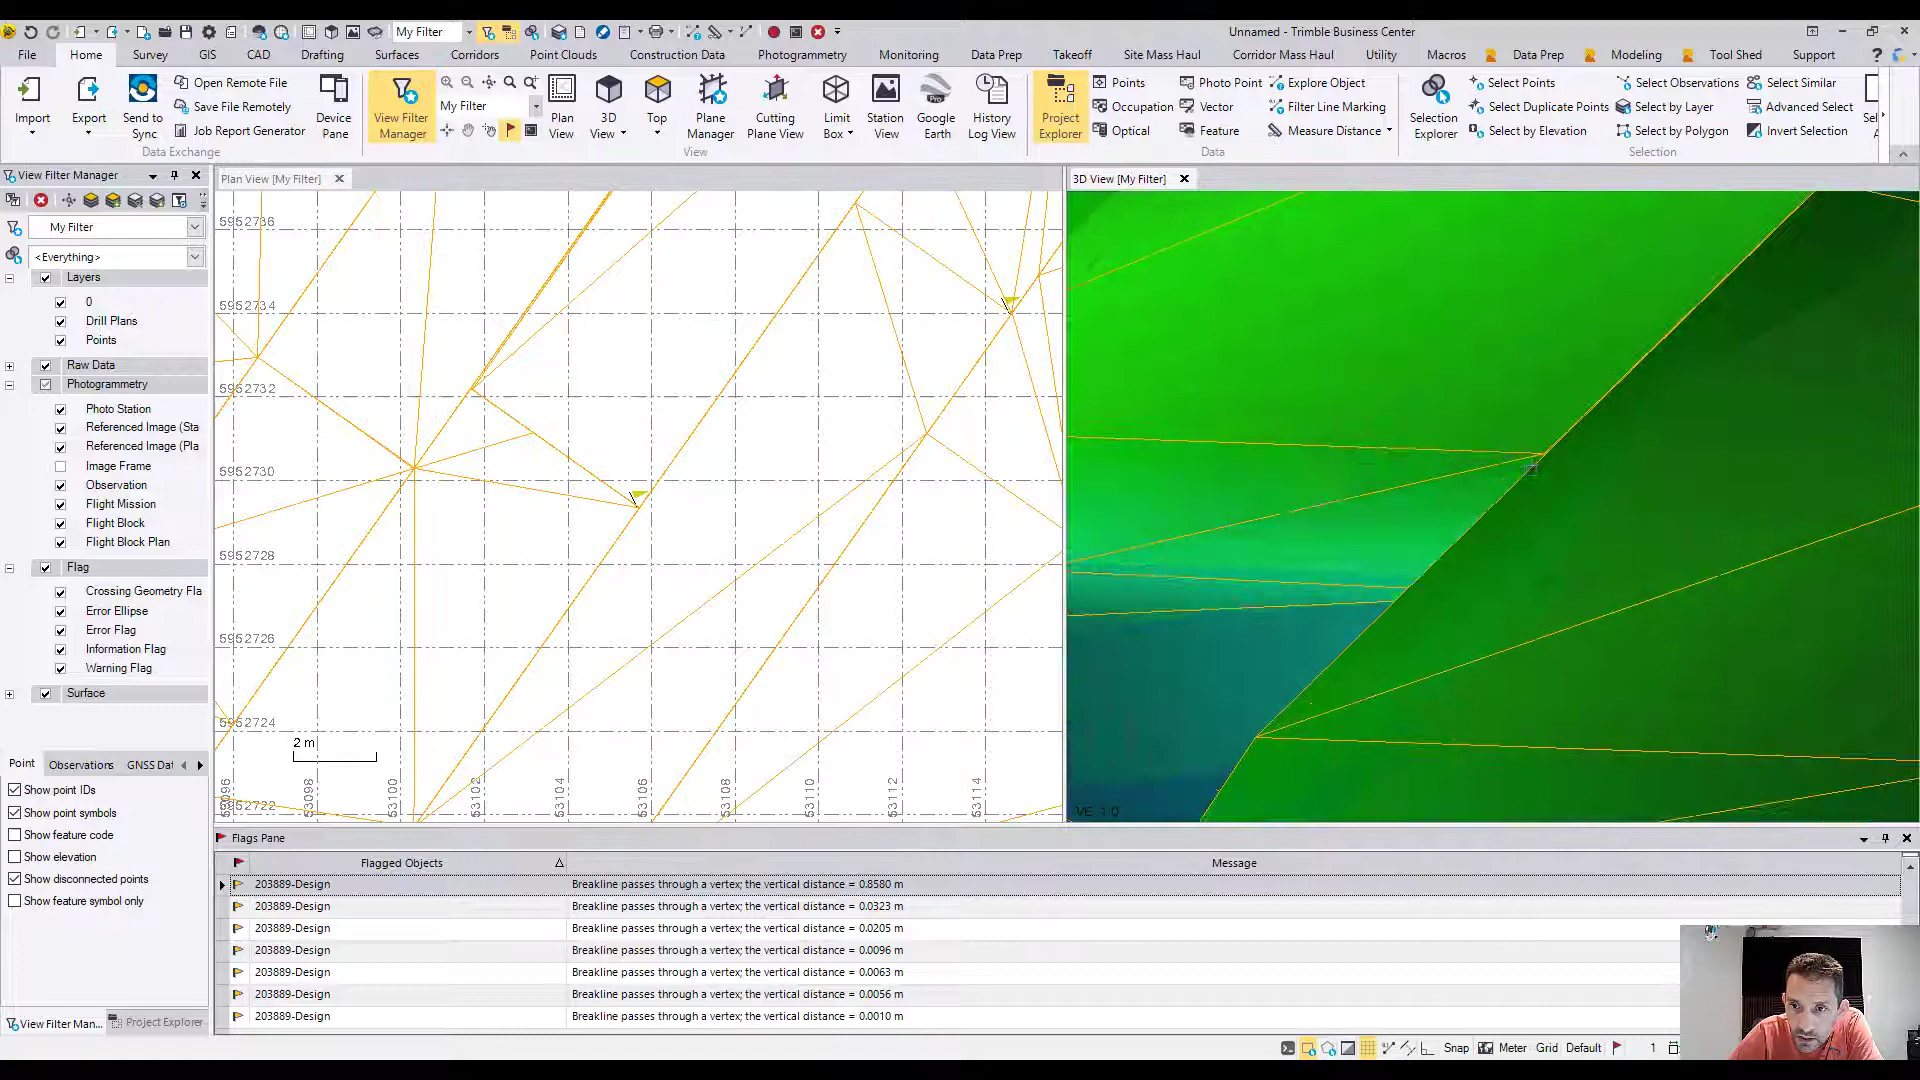 My Filter
Unnamed - Trimble Business Center
File
Home
Survey
GIS
CAD
Drafting
Surfaces
Corridors
Point Clouds
Construction Data
Photogrammetry
Monitoring
Data Prep
Takeoff
Site Mass Haul
Corridor Mass Haul
Utility
Macros
Data Prep
Modeling
Tool Shed
Support
Import
Export
Send to Sync
Open Remote File
Save File Remotely
Job Report Generator
Device Pane
Data Exchange
View Filter Manager
My Filter
Plan View
3D View
Top
Plane Manager
Cutting Plane View
Limit Box
Station View
Google Earth
History Log View
View
Project Explorer
Points
Occupation
Optical
Photo Point
Vector
Feature
Explore Object
Filter Line Marking
Measure Distance
Data
Selection Explorer
Select Points
Select Duplicate Points
Select by Elevation
Select Observations
Select by Layer
Select by Polygon
Select Similar
Advanced Select
Invert Selection
Sel
Selection
View Filter Manager
My Filter
<Everything>
Layers
0
Drill Plans
Points
Raw Data
Photogrammetry
Photo Station
Referenced Image (Sta
Referenced Image (Pla
Image Frame
Observation
Flight Mission
Flight Block
Flight Block Plan
Flag
Crossing Geometry Fla
Error Ellipse
Error Flag
Information Flag
Warning Flag
Surface
Point
Observations
GNSS Dat
Show point IDs
Show point symbols
Show feature code
Show elevation
Show disconnected points
Show feature symbol only
View Filter Man...
Project Explorer
Plan View [My Filter]
5952736
5952734
5952732
5952730
5952728
5952726
5952724
5952722
2 m
53096
53098
53100
53102
53104
53106
53108
53110
53112
53114
3D View [My Filter]
VE: 1.0
Flags Pane
Flagged Objects
Message
203889-Design
Breakline passes through a vertex; the vertical distance = 0.8580 m
203889-Design
Breakline passes through a vertex; the vertical distance = 0.0323 m
203889-Design
Breakline passes through a vertex; the vertical distance = 0.0205 m
203889-Design
Breakline passes through a vertex; the vertical distance = 0.0096 m
203889-Design
Breakline passes through a vertex; the vertical distance = 0.0063 m
203889-Design
Breakline passes through a vertex; the vertical distance = 0.0056 m
203889-Design
Breakline passes through a vertex; the vertical distance = 0.0010 m
Snap
Meter
Grid
Default
1